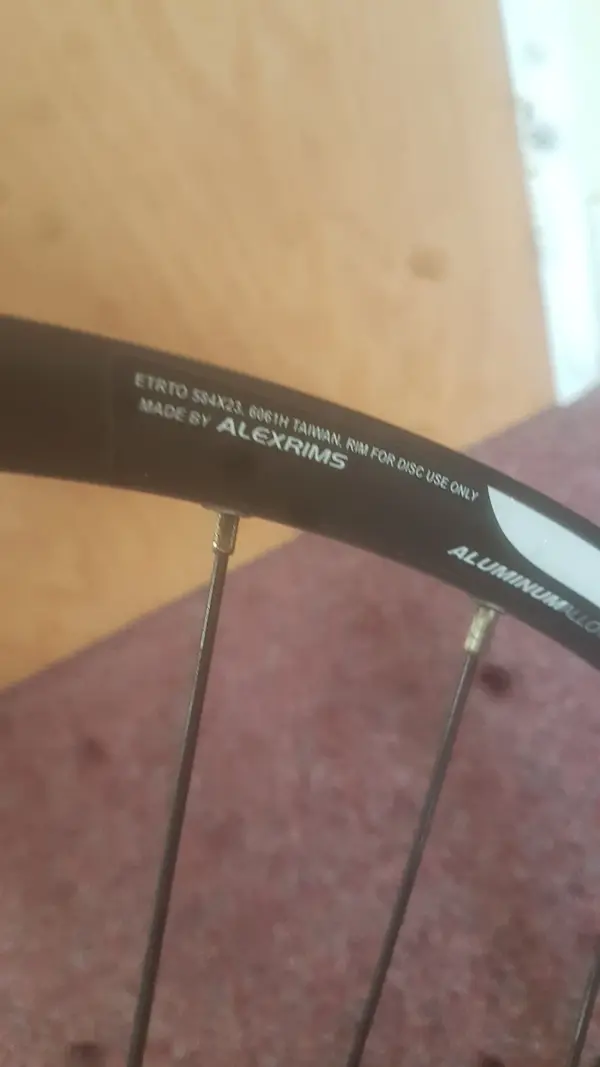 ETRTO 584X23, 6061H TAIWAN, RIM FOR DISC USE ONLY
MADE BY ALEXRIMS
ALUMINUM